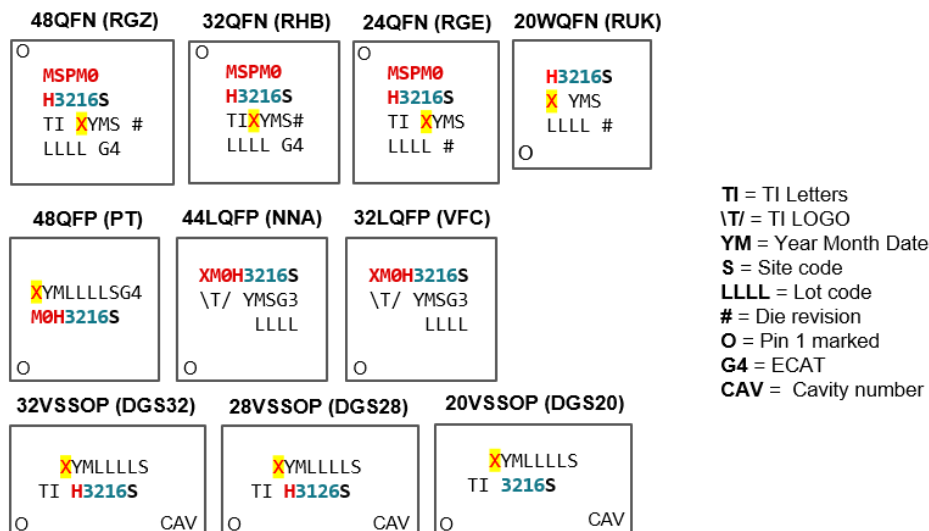 48QFN (RGZ)
32QFN (RHB)
24QFN (RGE)
20WQFN (RUK)
O
MSPM0
H3216S
TI XYMS #
LLLL G4
O
MSPM0
H3216S
TIXYMS#
LLLL G4
O
MSPM0
H3216S
TI XYMS
LLLL #
H3216S
X YMS
LLLL #
O
48QFP (PT)
44LQFP (NNA)
32LQFP (VFC)
XYMLLLLSG4
M0H3216S
O
XM0H3216S
\T/ YMSG3
LLLL
O
XM0H3216S
\T/ YMSG3
LLLL
O
32VSSOP (DGS32)
28VSSOP (DGS28)
20VSSOP (DGS20)
XYMLLLLS
TI H3216S
O CAV
XYMLLLLS
TI H3126S
O CAV
XYMLLLLS
TI 3216S
O CAV
TI = TI Letters
\T/ = TI LOGO
YM = Year Month Date
S = Site code
LLLL = Lot code
# = Die revision
O = Pin 1 marked
G4 = ECAT
CAV = Cavity number